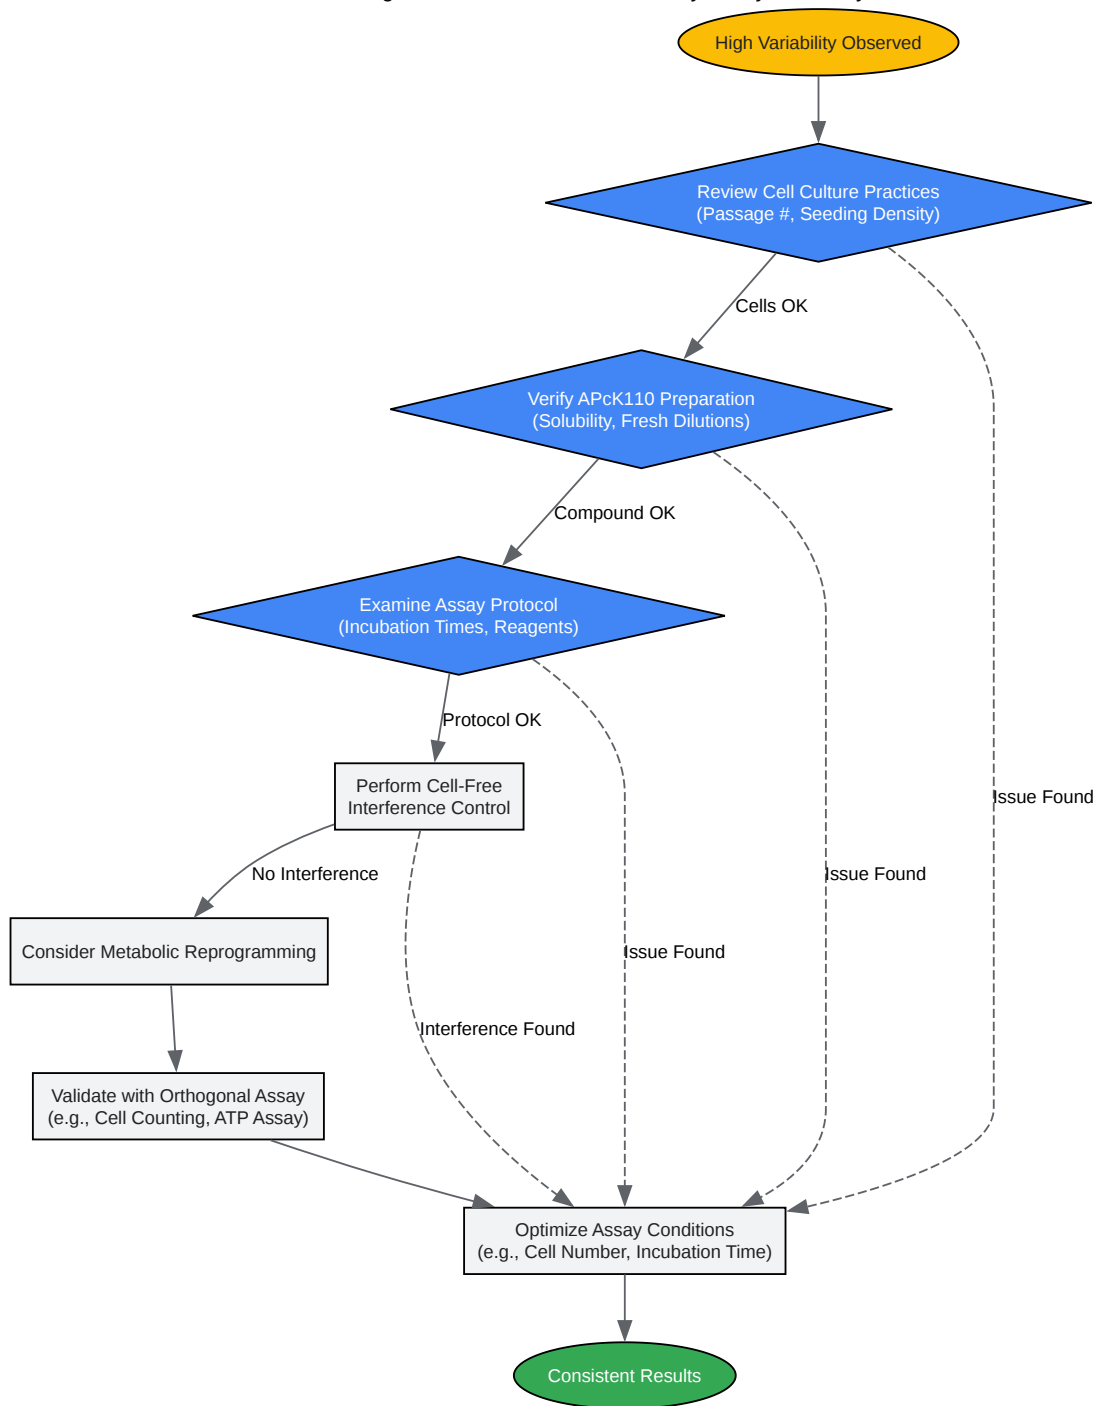 High Variability Observed
Review Cell Culture Practices
(Passage #, Seeding Density)
Cells OK
Verify APcK110 Preparation
(Solubility, Fresh Dilutions)
Compound OK
Examine Assay Protocol
(Incubation Times, Reagents)
Protocol OK
Perform Cell-Free
Interference Control
Issue Found
No Interference
Issue Found
Consider Metabolic Reprogramming
Issue Found
Interference Found
Validate with Orthogonal Assay
(e.g., Cell Counting, ATP Assay)
Optimize Assay Conditions
(e.g., Cell Number, Incubation Time)
Consistent Results